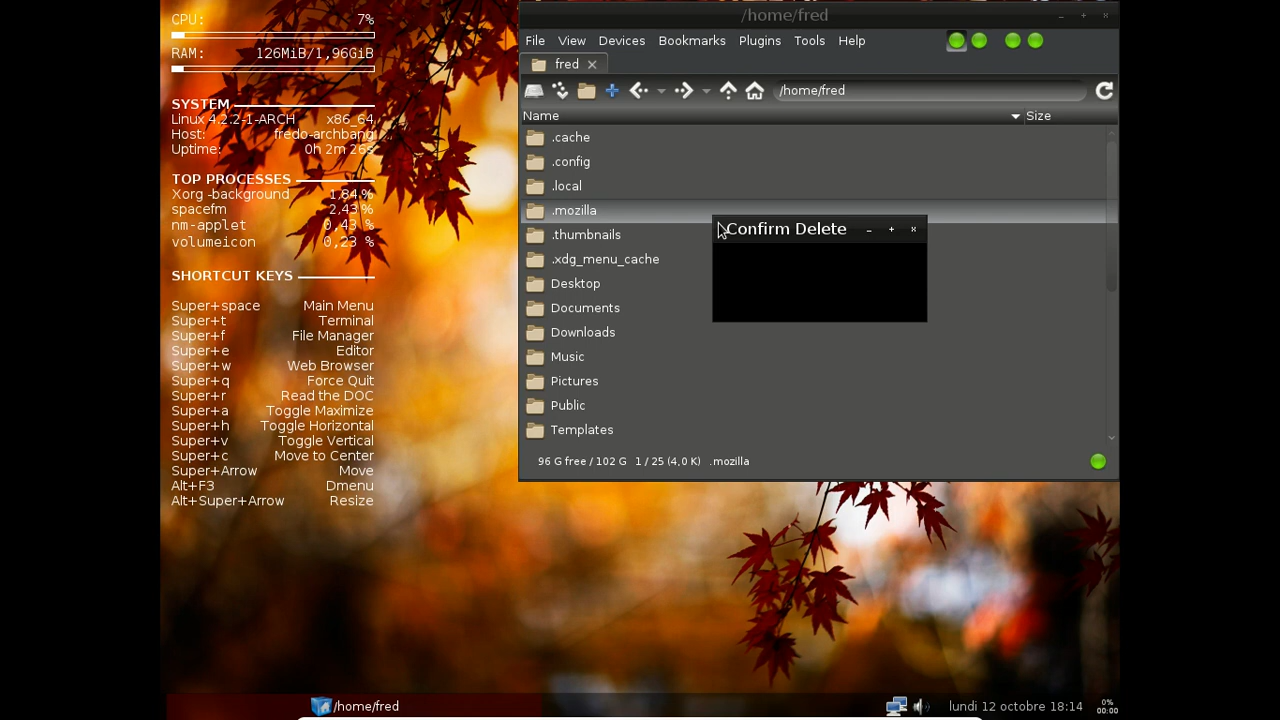 CPU: 7%
RAM: 126MiB/1,96GiB
SYSTEM
Linux 4.2.2-1-ARCH x86_64
Host: fredo-archbang
Uptime: 0h 2m 26s
TOP PROCESSES
Xorg -background 1,84 %
spacefm 2,43 %
nm-applet 0,43 %
volumeicon 0,23 %
SHORTCUT KEYS
Super+space Main Menu
Super+t Terminal
Super+f File Manager
Super+e Editor
Super+w Web Browser
Super+q Force Quit
Super+r Read the DOC
Super+a Toggle Maximize
Super+h Toggle Horizontal
Super+v Toggle Vertical
Super+c Move to Center
Super+Arrow Move
Alt+F3 Dmenu
Alt+Super+Arrow Resize
/home/fred
File View Devices Bookmarks Plugins Tools Help
fred
/home/fred
Name Size
.cache
.config
.local
.mozilla
Confirm Delete
.thumbnails
.xdg_menu_cache
Desktop
Documents
Downloads
Music
Pictures
Public
Templates
96 G free / 102 G 1 / 25 (4,0 K) .mozilla
/home/fred
lundi 12 octobre 18:14
0%
00:00